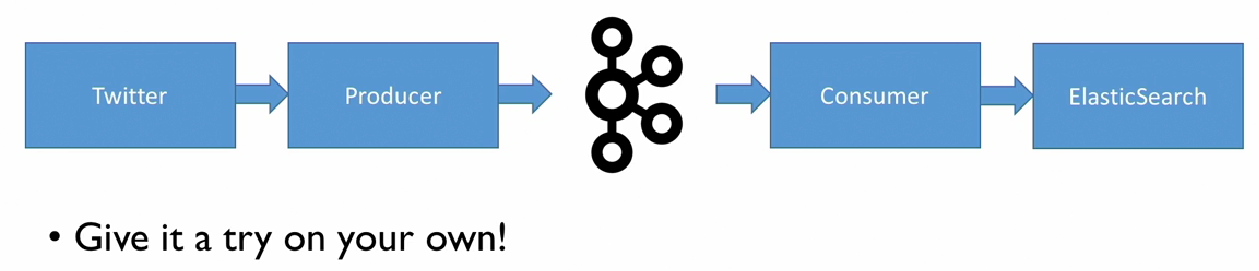 Twitter
Producer
Consumer
ElasticSearch
• Give it a try on your own!